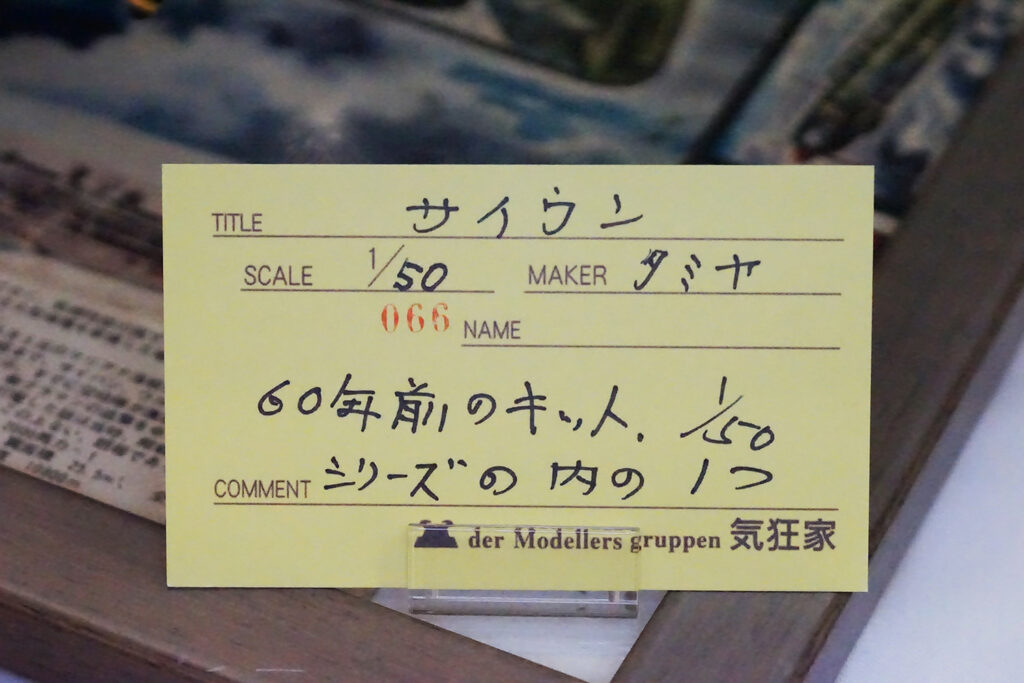 TITLE サイウン
SCALE 1/50 MAKER タミヤ
066 NAME
60年前のキット. 1/50
COMMENT シリーズの内の1つ
der Modellers gruppen 気狂家